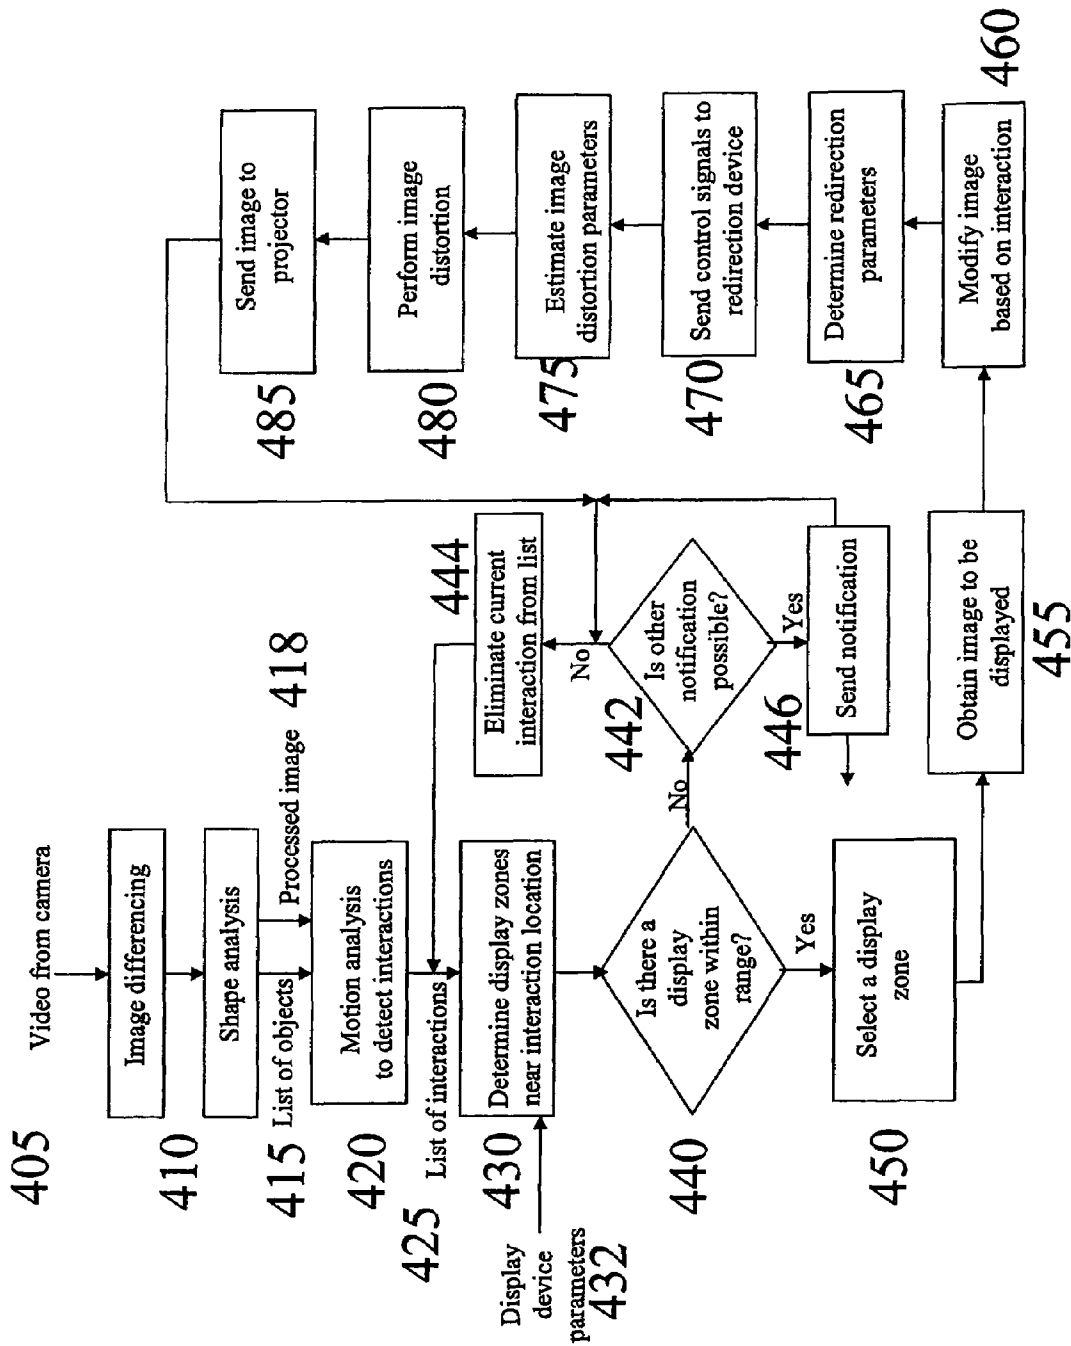 405
Video from camera
Image differencing
410
Shape analysis
415
List of objects
Processed image
418
420
Motion analysis
to detect interactions
425
List of interactions
430
Determine display zones
near interaction location
Display
device
parameters
432
440
Is there a
display
zone within
range?
No
Yes
442
Is other
notification
possible?
No
Yes
444
Eliminate current
interaction from list
446
Send notification
450
Select a display
zone
Obtain image to be
displayed
455
Modify image
based on interaction
460
465
Determine redirection
parameters
470
Send control signals to
redirection device
475
Estimate image
distortion parameters
480
Perform image
distortion
485
Send image to
projector